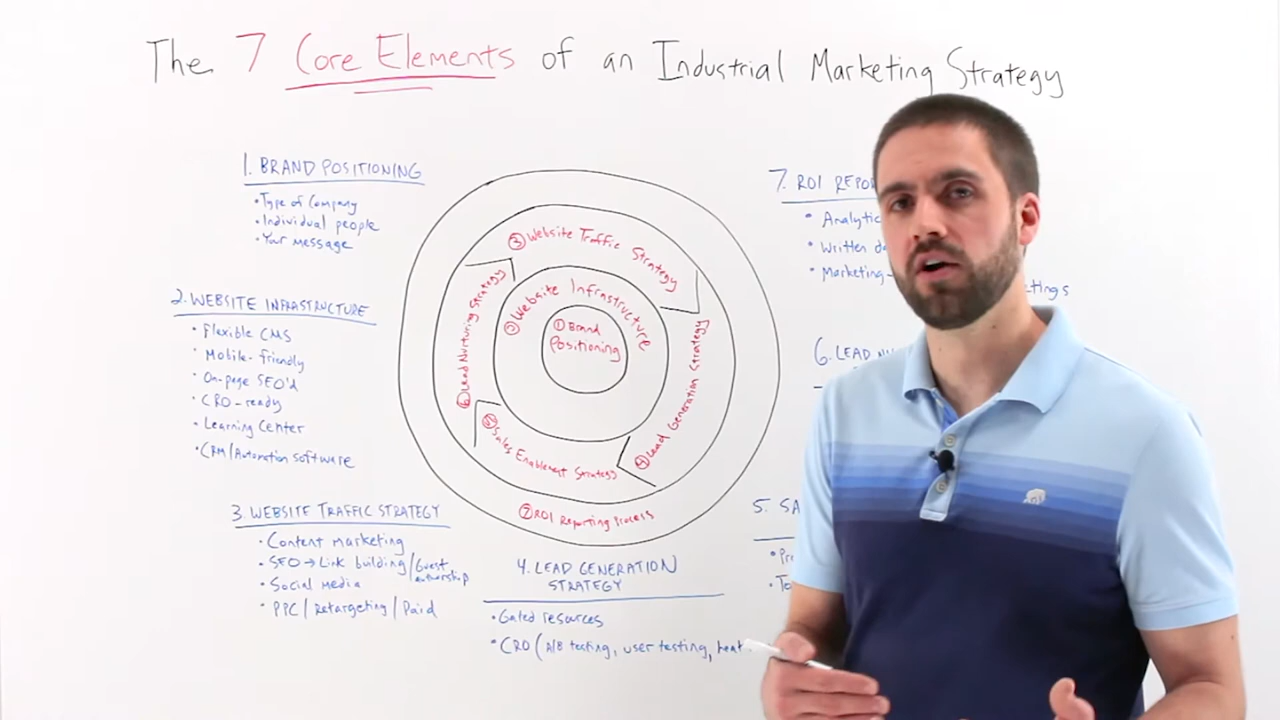 The 7 Core Elements of an Industrial Marketing Strategy
1. BRAND POSITIONING
• Type of Company
• Individual people
• Your message
2. WEBSITE INFRASTRUCTURE
• Flexible CMS
• Mobile-friendly
• On-page SEO'd
• CRO-ready
• Learning Center
• CRM/Automation software
3. WEBSITE TRAFFIC STRATEGY
• Content marketing
• SEO → Link building/Guest authorship
• Social media
• PPC/retargeting/Paid
① Brand
Positioning
② Website Infrastructure
③ Website Traffic Strategy
④ Lead Generation Strategy
⑤ Sales Enablement Strategy
⑥ Lead Nurturing Strategy
⑦ ROI Reporting Process
4. LEAD GENERATION
STRATEGY
• Gated resources
• CRO (A/B testing, user testing, heat
7. ROI REPO
• Analytic
• Written
• Marketing-
6. LEAD
5. SA